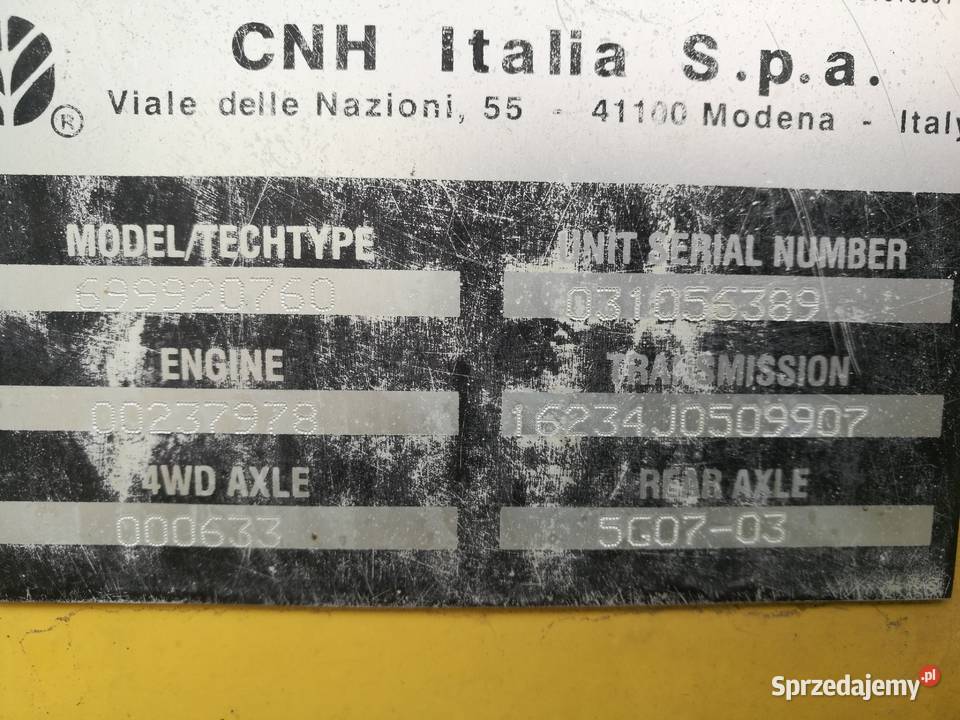 CNH Italia S.p.a.
Viale delle Nazioni, 55 - 41100 Modena - Italy
®
MODEL/TECHTYPE UNIT SERIAL NUMBER
699920760 031056389
ENGINE TRANSMISSION
00237978 16234J0509907
4WD AXLE REAR AXLE
000633 5G07-03
Sprzedajemy.pl